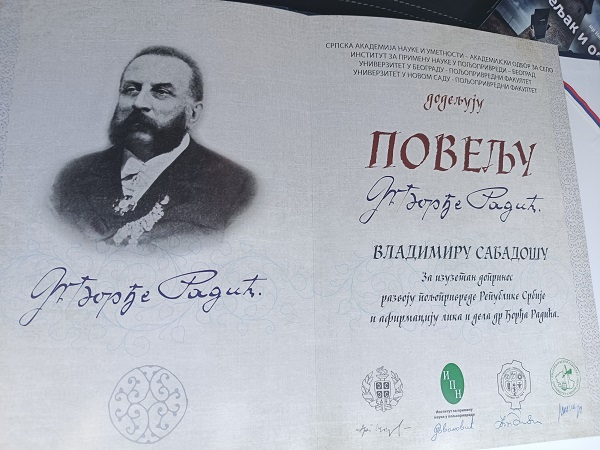 Др Ђорђе Радић.
СРПСКА АКАДЕМИЈА НАУКЕ И УМЕТНОСТИ - АКАДЕМИЈСКИ ОДБОР ЗА СЕЛО
ИНСТИТУТ ЗА ПРИМЕНУ НАУКЕ У ПОЉОПРИВРЕДИ – БЕОГРАД
УНИВЕРЗИТЕТ У БЕОГРАДУ - ПОЉОПРИВРЕДНИ ФАКУЛТЕТ
УНИВЕРЗИТЕТ У НОВОМ САДУ - ПОЉОПРИВРЕДНИ ФАКУЛТЕТ
додељују
ПОВЕЉУ
Др Ђорђе Радић.
ВЛАДИМИРУ САБАДОШУ
За изузетан допринос
развоју пољопривреде Републике Србије
и афирмацију лика и дела др Ђорђа Радића.
ИПН